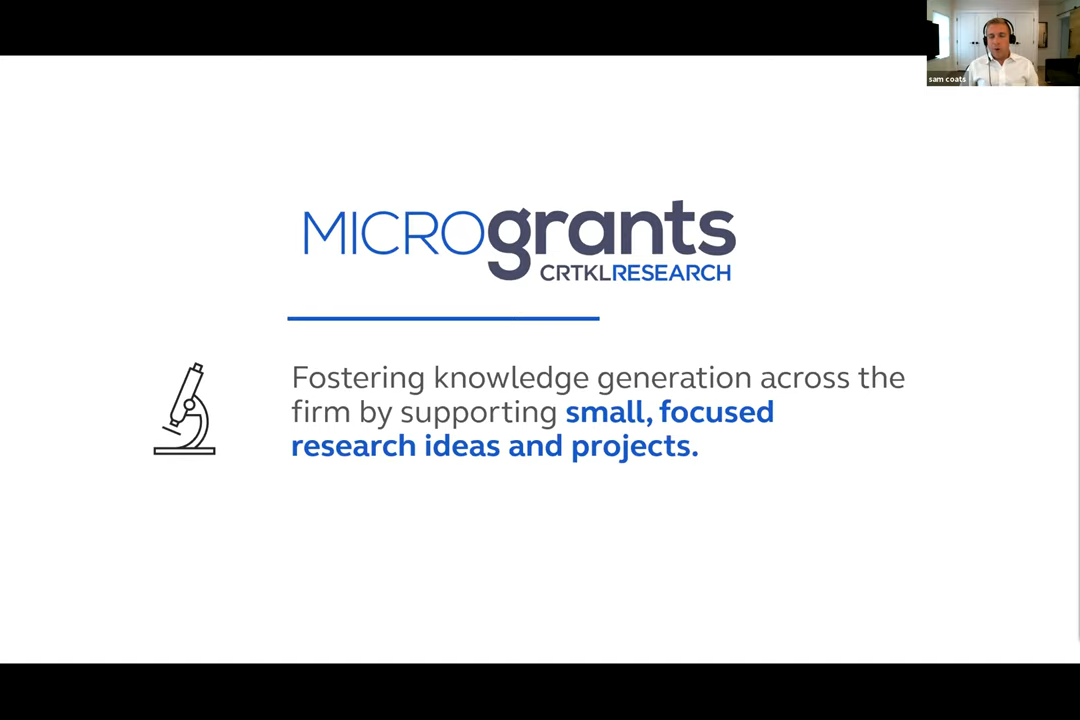 sam coats
MICROgrants
CRTKLRESEARCH
Fostering knowledge generation across the
firm by supporting small, focused
research ideas and projects.